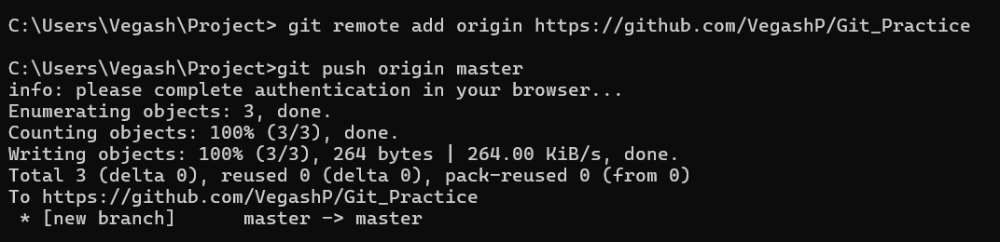 C:\Users\Vegash\Project> git remote add origin https://github.com/VegashP/Git_Practice
C:\Users\Vegash\Project>git push origin master
info: please complete authentication in your browser...
Enumerating objects: 3, done.
Counting objects: 100% (3/3), done.
Writing objects: 100% (3/3), 264 bytes | 264.00 KiB/s, done.
Total 3 (delta 0), reused 0 (delta 0), pack-reused 0 (from 0)
To https://github.com/VegashP/Git_Practice
 * [new branch]      master -> master